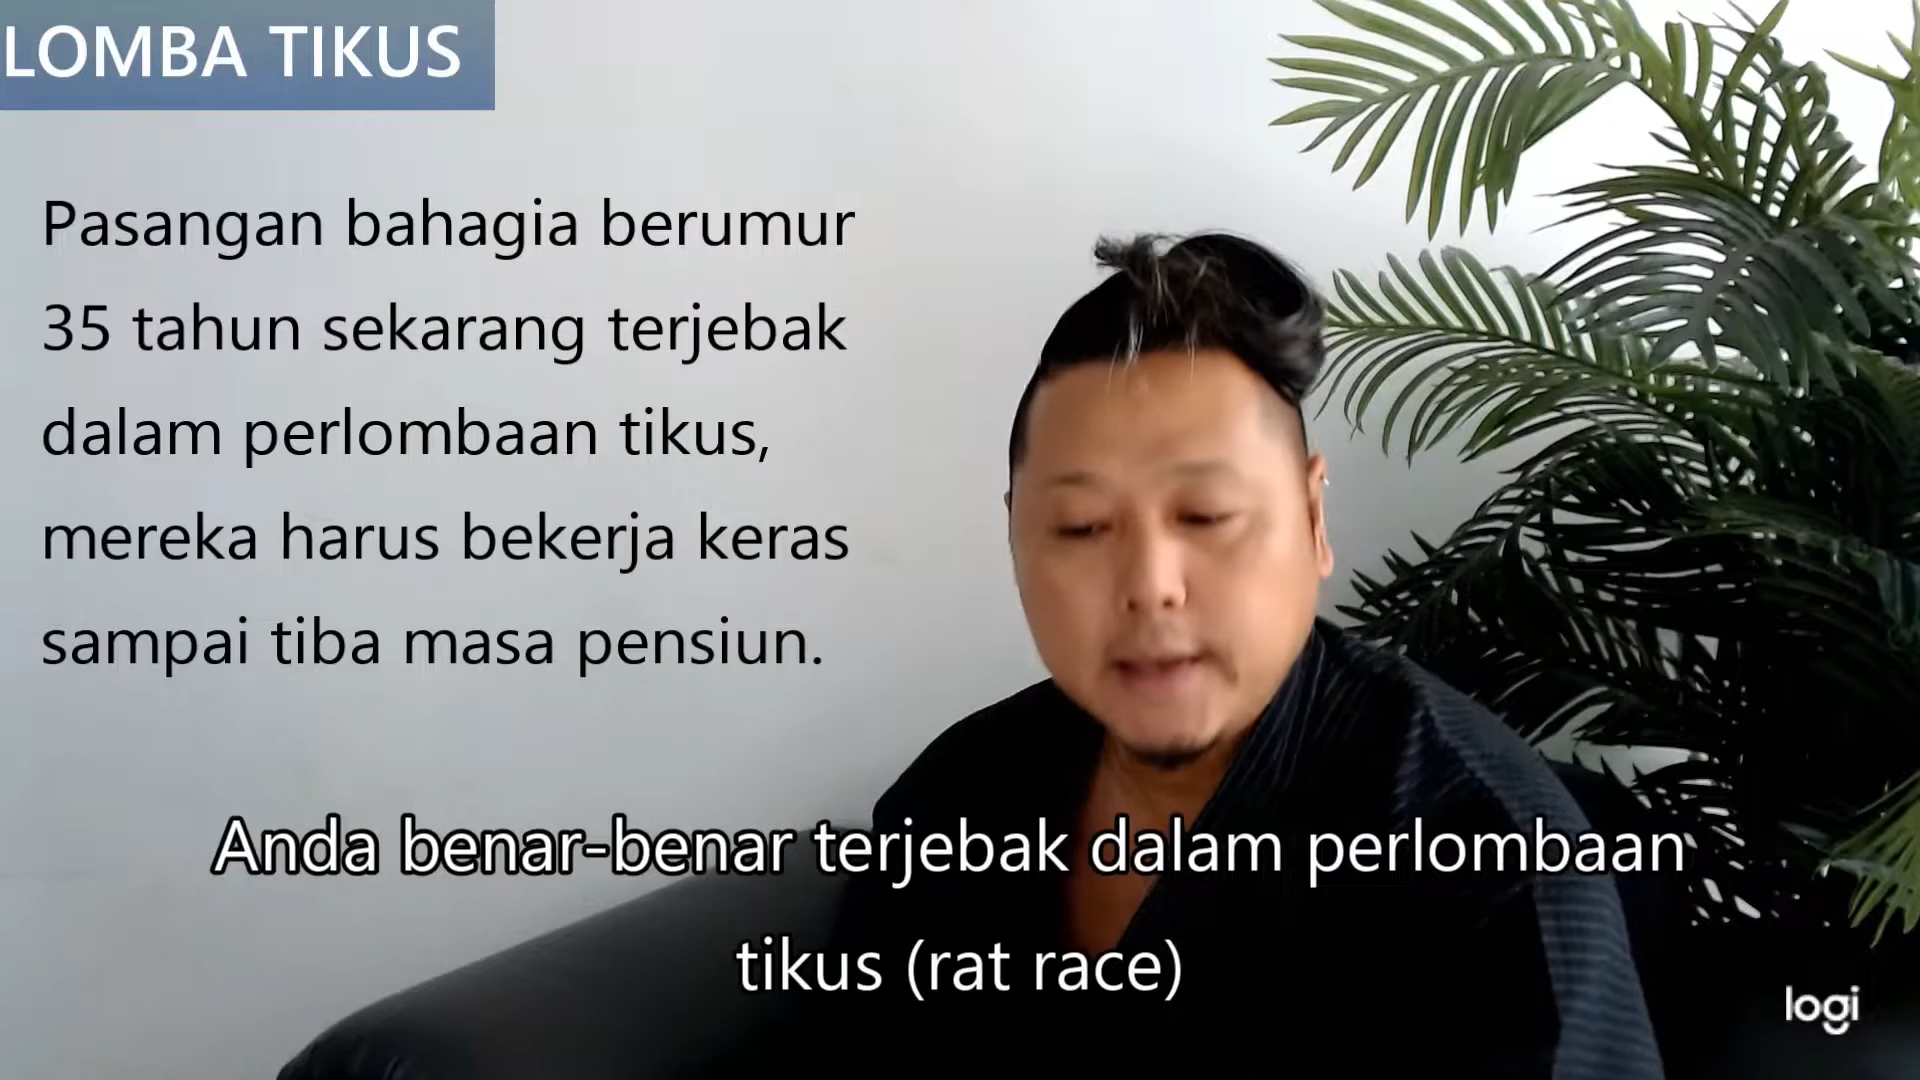 LOMBA TIKUS
Pasangan bahagia berumur
35 tahun sekarang terjebak
dalam perlombaan tikus,
mereka harus bekerja keras
sampai tiba masa pensiun.
Anda benar-benar terjebak dalam perlombaan
tikus (rat race)
logi